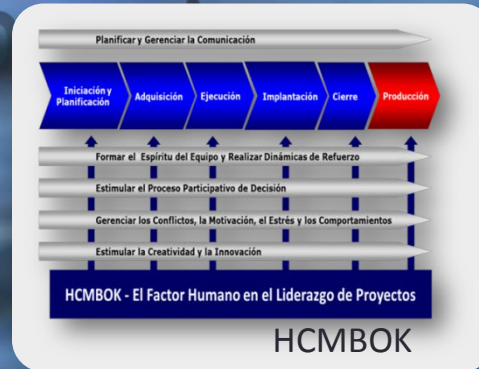 Planificar y Gerenciar la Comunicación
Iniciación y
Planificación
Adquisición
Ejecución
Implantación
Cierre
Producción
Formar el Espíritu del Equipo y Realizar Dinámicas de Refuerzo
Estimular el Proceso Participativo de Decisión
Gerenciar los Conflictos, la Motivación, el Estrés y los Comportamientos
Estimular la Creatividad y la Innovación
HCMBOK - El Factor Humano en el Liderazgo de Proyectos
HCMBOK